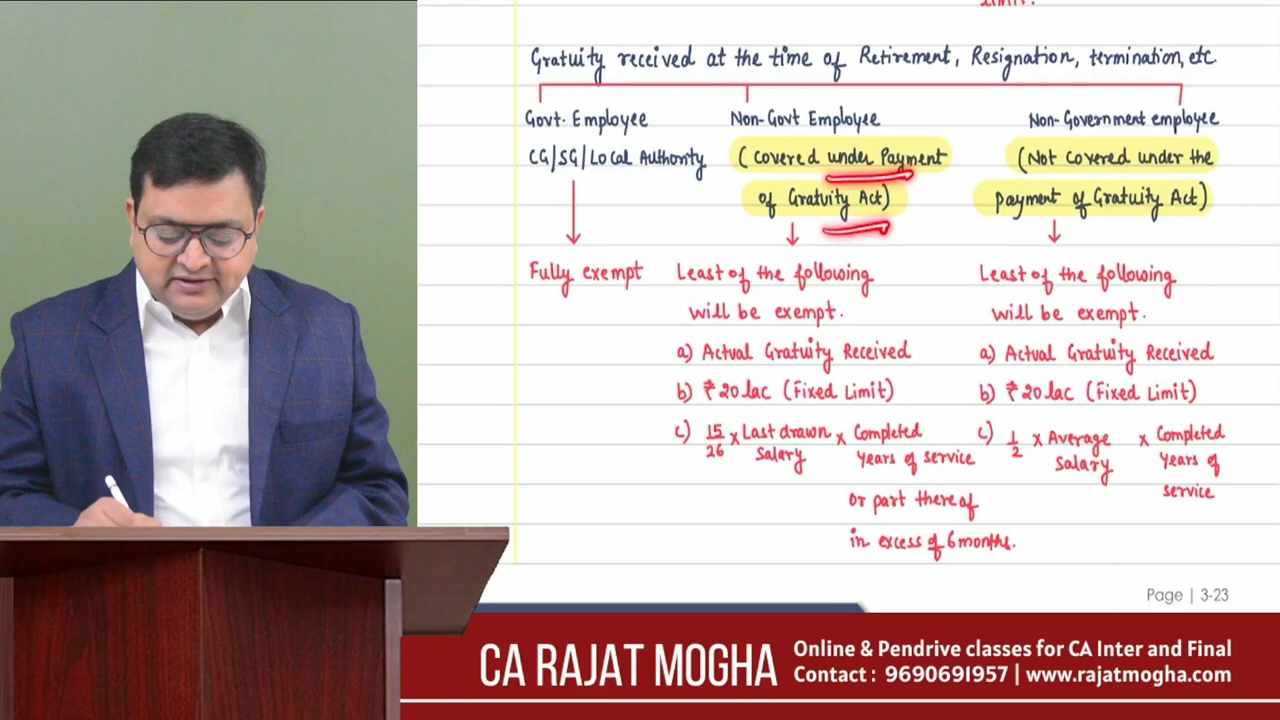 limit.
Gratuity received at the time of Retirement, Resignation, termination, etc
Govt. Employee
CG/SG/Local Authority
Fully exempt
Non-Govt Employee
(covered under Payment
of Gratuity Act)
Least of the following
will be exempt.
a) Actual Gratuity Received
b) ₹20 lac (Fixed Limit)
c) 15/26 x Last drawn Salary x Completed Years of service
or part thereof
in excess of 6 months.
Non-Government employee
(Not covered under the
payment of Gratuity Act)
Least of the following
will be exempt.
a) Actual Gratuity Received
b) ₹20 lac (Fixed Limit)
c) 1/2 x Average Salary x Completed Years of service
Page | 3-23
CA RAJAT MOGHA
Online & Pendrive classes for CA Inter and Final
Contact : 9690691957 | www.rajatmogha.com